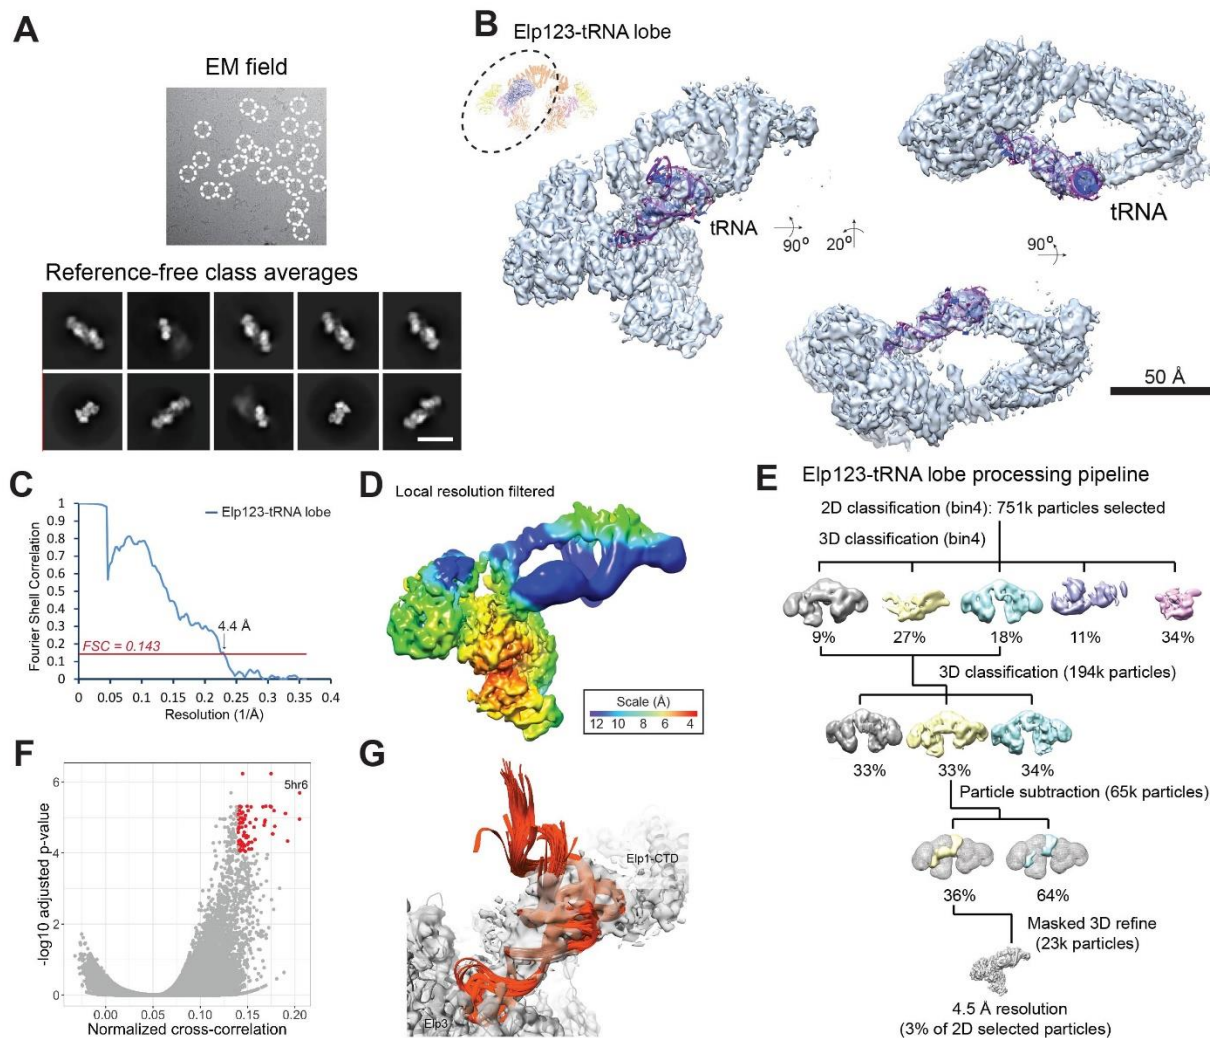 A
EM field
Reference-free class averages
B
Elp123-tRNA lobe
tRNA
90°
20°
tRNA
90°
50 Å
C
Fourier Shell Correlation
1
0.9
0.8
0.7
0.6
0.5
0.4
0.3
0.2
0.1
0
Elp123-tRNA lobe
4.4 Å
FSC = 0.143
0 0.05 0.1 0.15 0.2 0.25 0.3 0.35 0.4
Resolution (1/Å)
D
Local resolution filtered
Scale (Å)
12 10 8 6 4
E
Elp123-tRNA lobe processing pipeline
2D classification (bin4): 751k particles selected
3D classification (bin4)
9% 27% 18% 11% 34%
3D classification (194k particles)
33% 33% 34%
Particle subtraction (65k particles)
36% 64%
Masked 3D refine
(23k particles)
4.5 Å resolution
(3% of 2D selected particles)
F
-log10 adjusted p-value
6
4
2
0
5hr6
0.00 0.05 0.10 0.15 0.20
Normalized cross-correlation
G
Elp1-CTD
Elp3